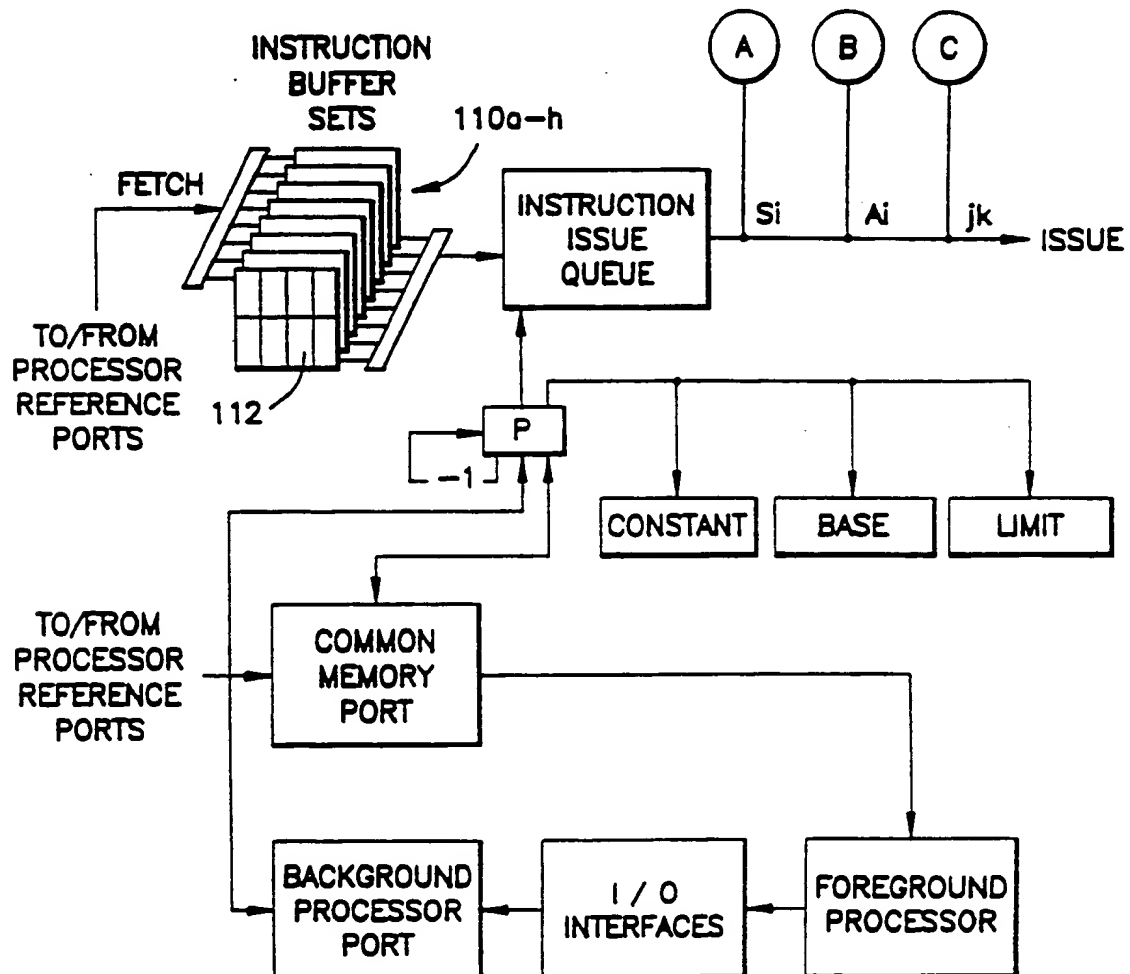 INSTRUCTION
BUFFER
SETS
110a-h
A
B
C
FETCH
INSTRUCTION
ISSUE
QUEUE
Si
Ai
jk
ISSUE
TO/FROM
PROCESSOR
REFERENCE
PORTS
112
P
-1
CONSTANT
BASE
LIMIT
TO/FROM
PROCESSOR
REFERENCE
PORTS
COMMON
MEMORY
PORT
BACKGROUND
PROCESSOR
PORT
I / O
INTERFACES
FOREGROUND
PROCESSOR